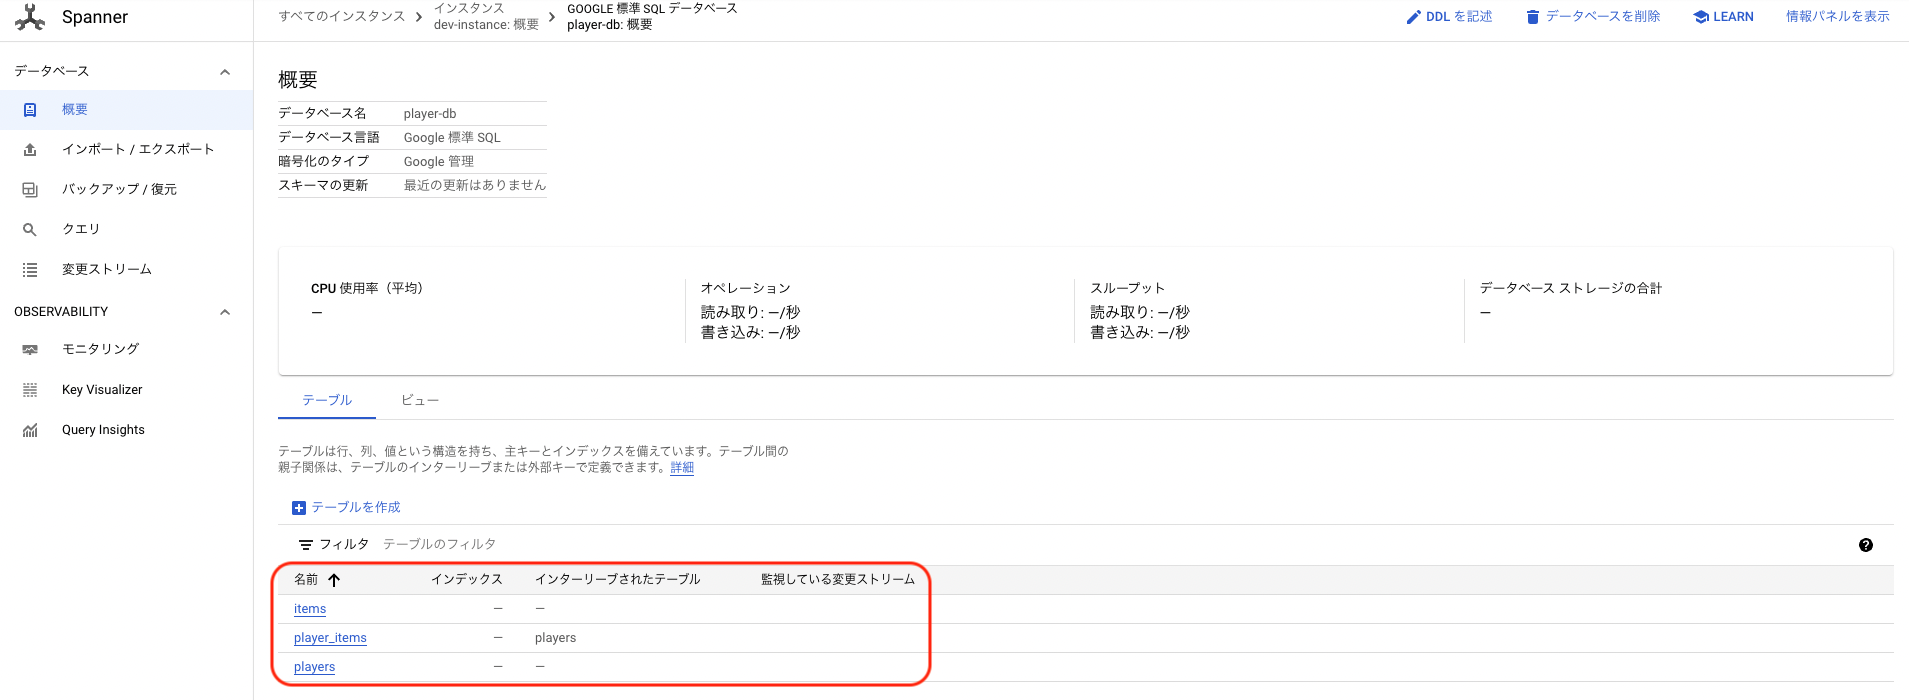 Spanner
すべてのインスタンス
インスタンス
dev-instance: 概要
GOOGLE 標準 SQL データベース
player-db: 概要
DDL を記述
データベースを削除
LEARN
情報パネルを表示
データベース
概要
インポート / エクスポート
バックアップ / 復元
クエリ
変更ストリーム
OBSERVABILITY
モニタリング
Key Visualizer
Query Insights
概要
データベース名 player-db
データベース言語 Google 標準 SQL
暗号化のタイプ Google 管理
スキーマの更新 最近の更新はありません
CPU 使用率（平均）
—
オペレーション
読み取り: —/秒
書き込み: —/秒
スループット
読み取り: —/秒
書き込み: —/秒
データベース ストレージの合計
—
テーブル ビュー
テーブルは行、列、値という構造を持ち、主キーとインデックスを備えています。テーブル間の
親子関係は、テーブルのインターリーブまたは外部キーで定義できます。詳細
テーブルを作成
フィルタ テーブルのフィルタ
名前 インデックス インターリーブされたテーブル 監視している変更ストリーム
items — —
player_items — players
players — —